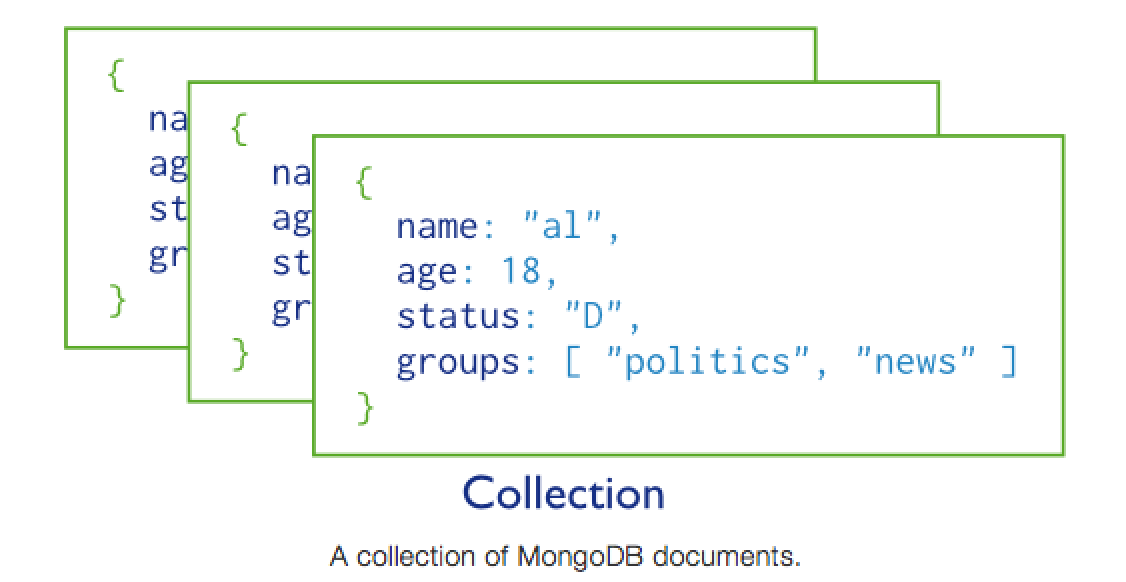 {
na
ag
st
gr
}
{
na
ag
st
gr
}
{
name: "al",
age: 18,
status: "D",
groups: [ "politics", "news" ]
}
Collection
A collection of MongoDB documents.